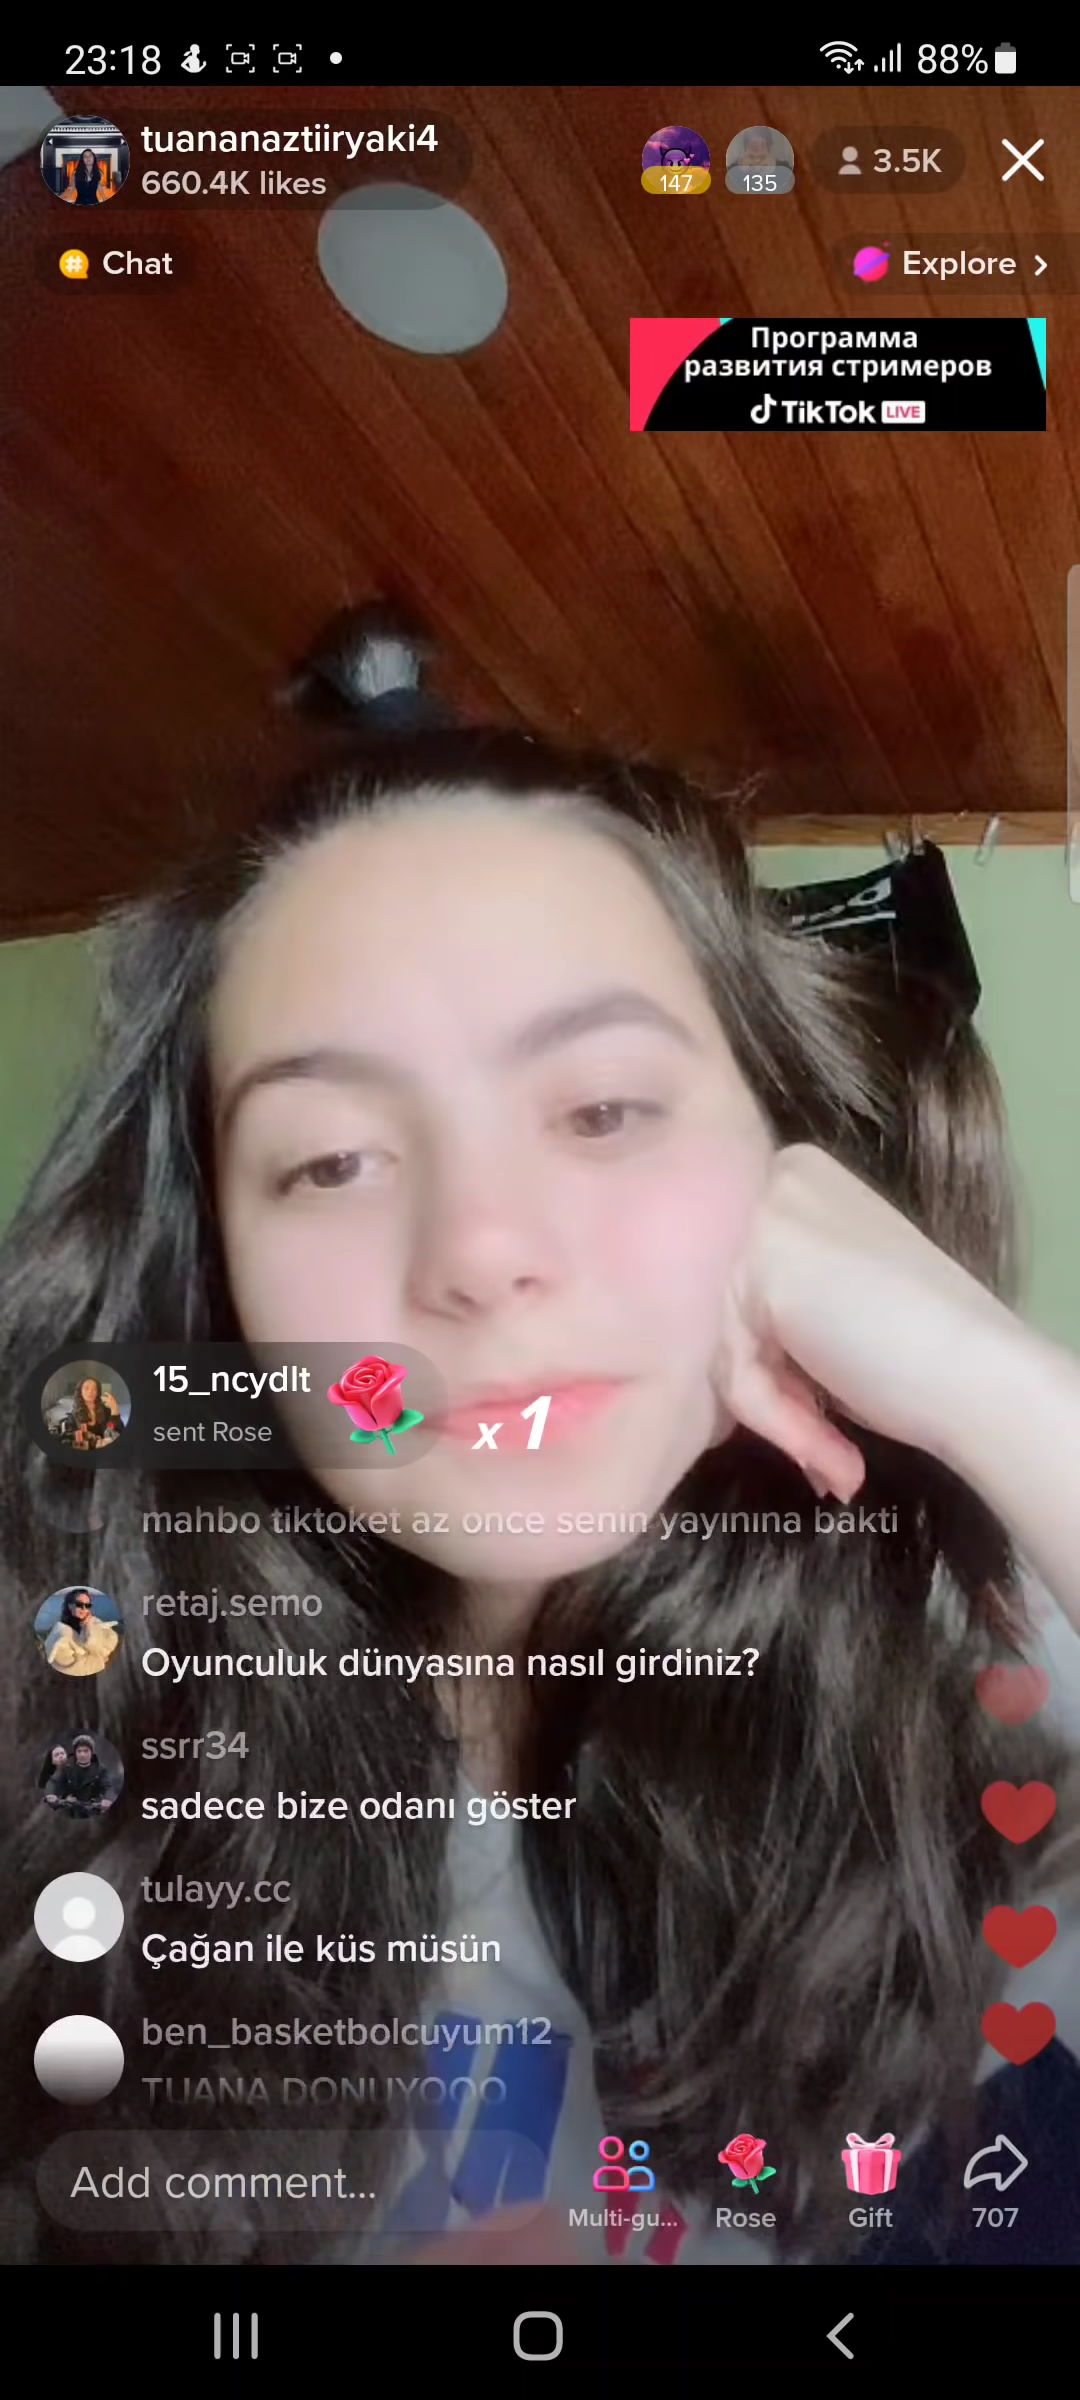 23:18
88%
tuananaztiiryaki4
660.4K likes
147
135
3.5K
Chat
Explore
Программа
развития стримеров
TikTok LIVE
15_ncydlt
sent Rose
x 1
mahbo tiktoket az once senin yayınına bakti
retaj.semo
Oyunculuk dünyasına nasıl girdiniz?
ssrr34
sadece bize odanı göster
tulayy.cc
Çağan ile küs müsün
ben_basketbolcuyum12
TUANA DONUYOOO
Add comment...
Multi-gu...
Rose
Gift
707